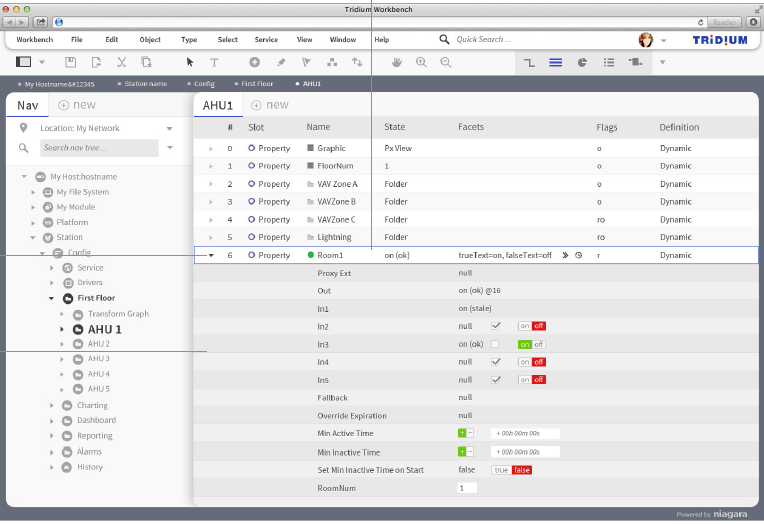 Tridium Workbench
Reader
Workbench File Edit Object Type Select Service View Window Help Quick Search ... TRIDIUM
T
My Hostname&#12345 Station name Config First Floor AHU1
Nav new
AHU1 new
Location: My Network
Search nav tree ...
My Host:hostname
My File System
My Module
Platform
Station
Config
Service
Drivers
First Floor
Transform Graph
AHU 1
AHU 2
AHU 3
AHU 4
AHU 5
Charting
Dashboard
Reporting
Alarms
History
# Slot Name State Facets Flags Definition
0 Property Graphic Px View o Dynamic
1 Property FloorNum 1 o Dynamic
2 Property VAV Zone A Folder o Dynamic
3 Property VAVZone B Folder o Dynamic
4 Property VAVZone C Folder ro Dynamic
5 Property Lightning Folder ro Dynamic
6 Property Room1 on (ok) trueText=on, falseText=off r Dynamic
Proxy Ext null
Out on (ok) @16
In1 on (stale)
In2 null on off
In3 on (ok) on off
In4 null on off
In5 null on off
Fallback null
Override Expiration null
Min Active Time + − + 00h 00m 00s
Min Inactive Time + − + 00h 00m 00s
Set Min Inactive Time on Start false true false
RoomNum 1
Powered by niagara